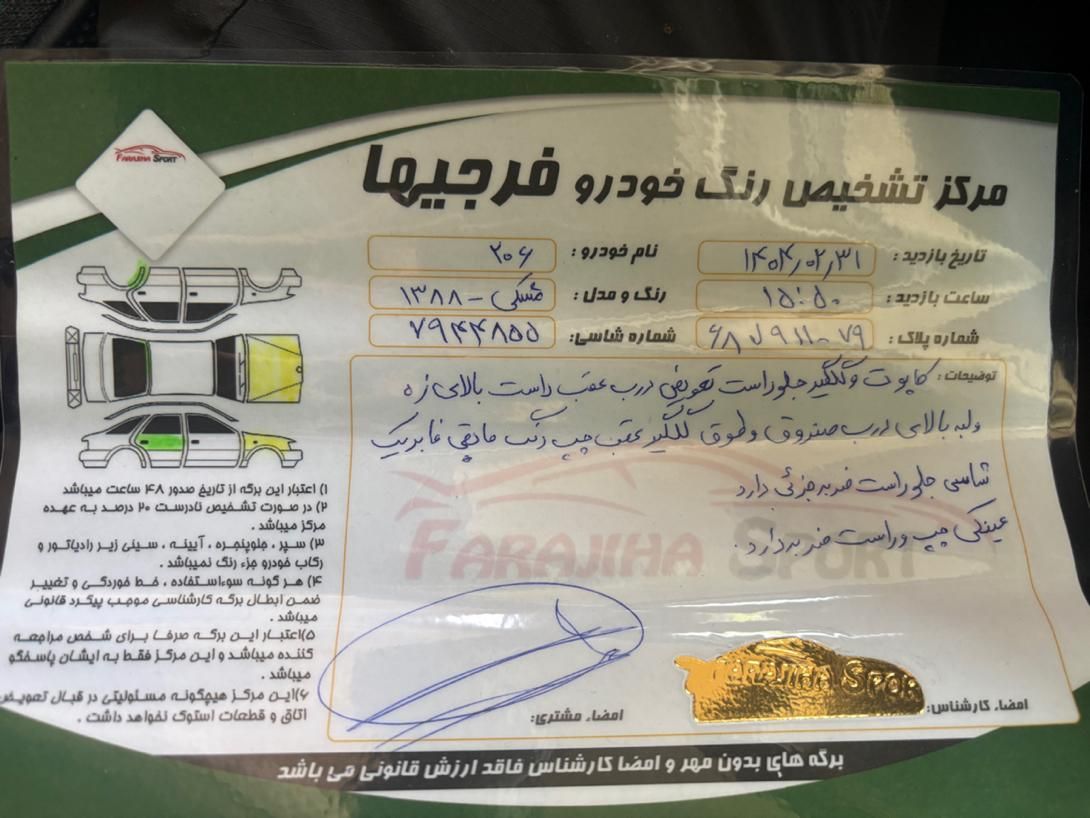 FARAJIHA SPORT
مرکز تشخیص رنگ خودرو فرجیها
تاریخ بازدید : ۱۴۰۴/۰۲/۳۱
نام خودرو : ۲۰۶
ساعت بازدید : ۱۵:۵۰
رنگ و مدل : مشکی - ۱۳۸۸
شماره پلاک : ۶۸ ل ۹۱۱-۷۹
شماره شاسی: ۷۹۴۴۸۵۵
توضیحات : کاپوت و گلگیر جلو راست تعویض درب عقب راست بالای زه
ولبه بالای درب صندوق و طوق گلگیر عقب چپ رنگ مابقی فابریک
شاسی جلو راست ضربه جزئی دارد
عینکی چپ و راست ضربه دارد.
FARAJIHA SPORT
۱) اعتبار این برگه از تاریخ صدور ۴۸ ساعت میباشد
۲) در صورت تشخیص نادرست ۲۰ درصد به عهده
مرکز میباشد .
۳) سپر ، جلوپنجره ، آیینه ، سینی زیر رادیاتور و
رکاب خودرو جزء رنگ نمیباشد .
۴) هر گونه سوءاستفاده ، خط خوردگی و تغییر
ضمن ابطال برگه کارشناسی موجب پیگرد قانونی
میباشد .
۵)اعتبار این برگه صرفا برای شخص مراجعه
کننده میباشد و این مرکز فقط به ایشان پاسخگو
میباشد .
۶)این مرکز هیچگونه مسئولیتی در قبال تعویض
اتاق و قطعات استوک نخواهد داشت .
امضاء کارشناس:
FARAJIHA SPOR
امضاء مشتری:
برگه های بدون مهر و امضا کارشناس فاقد ارزش قانونی می باشد